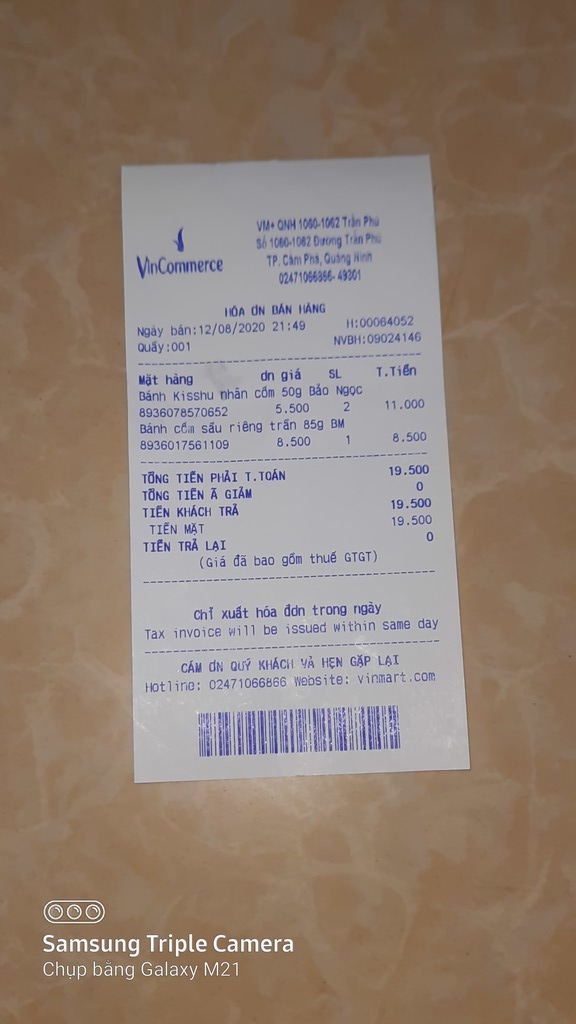 VinCommerce
VM+ QNH 1060-1062 Trần Phú
Số 1060-1062 Đường Trần Phú
TP. Cẩm Phả, Quảng Ninh
02471066866- 49301
HÓA ƠN BÁN HÀNG
Ngày bán:12/08/2020 21:49 H:00064052
Quầy:001 NVBH:09024146
Mặt hàng ơn giá SL T.Tiền
Bánh Kisshu nhân cốm 50g Bảo Ngọc
8936078570652 5.500 2 11.000
Bánh cốm sầu riêng trần 85g BM
8936017561109 8.500 1 8.500
TỔNG TIỀN PHẢI T.TOÁN 19.500
TỔNG TIỀN Ã GIẢM 0
TIỀN KHÁCH TRẢ 19.500
TIỀN MẶT 19.500
TIỀN TRẢ LẠI 0
(Giá đã bao gồm thuế GTGT)
Chỉ xuất hóa đơn trong ngày
Tax invoice will be issued within same day
CẢM ƠN QUÝ KHÁCH VÀ HẸN GẶP LẠI
Hotline: 02471066866 Website: vinmart.com
Samsung Triple Camera
Chụp bằng Galaxy M21